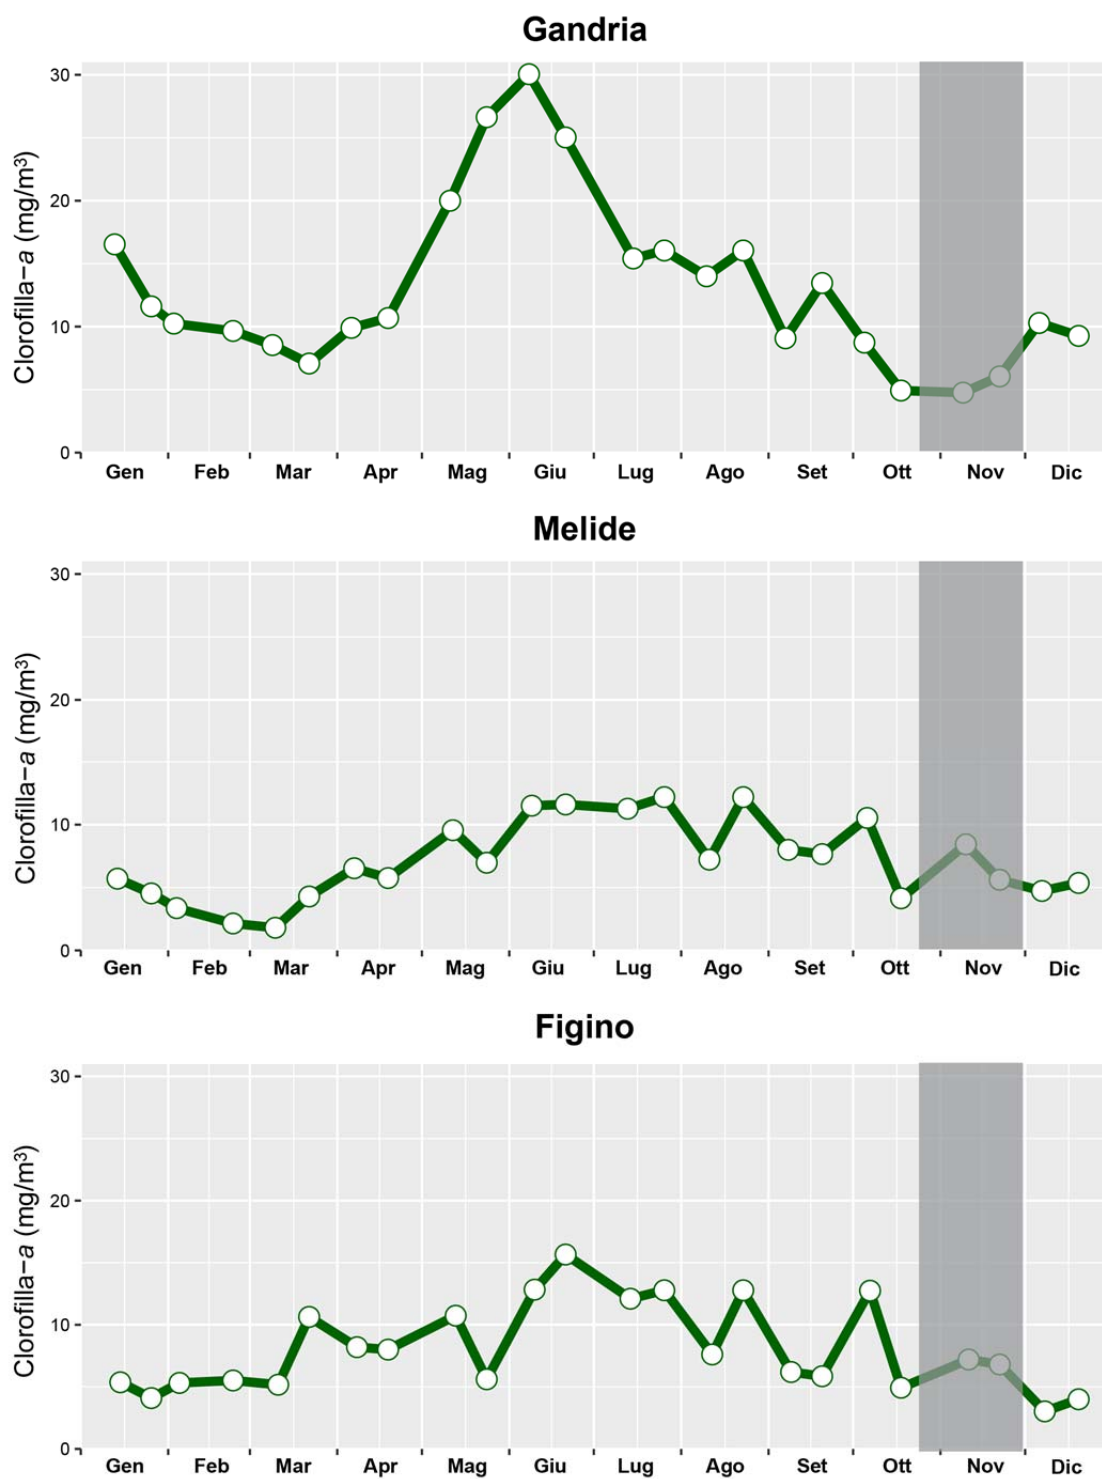 Gandria
Clorofilla−a (mg/m³)
30
20
10
0
Gen Feb Mar Apr Mag Giu Lug Ago Set Ott Nov Dic
Melide
Clorofilla−a (mg/m³)
30
20
10
0
Gen Feb Mar Apr Mag Giu Lug Ago Set Ott Nov Dic
Figino
Clorofilla−a (mg/m³)
30
20
10
0
Gen Feb Mar Apr Mag Giu Lug Ago Set Ott Nov Dic